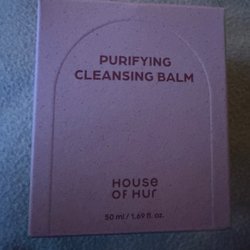 PURIFYING
CLEANSING BALM
HOUSE
OF HUR
50 ml / 1.69 fl. oz.